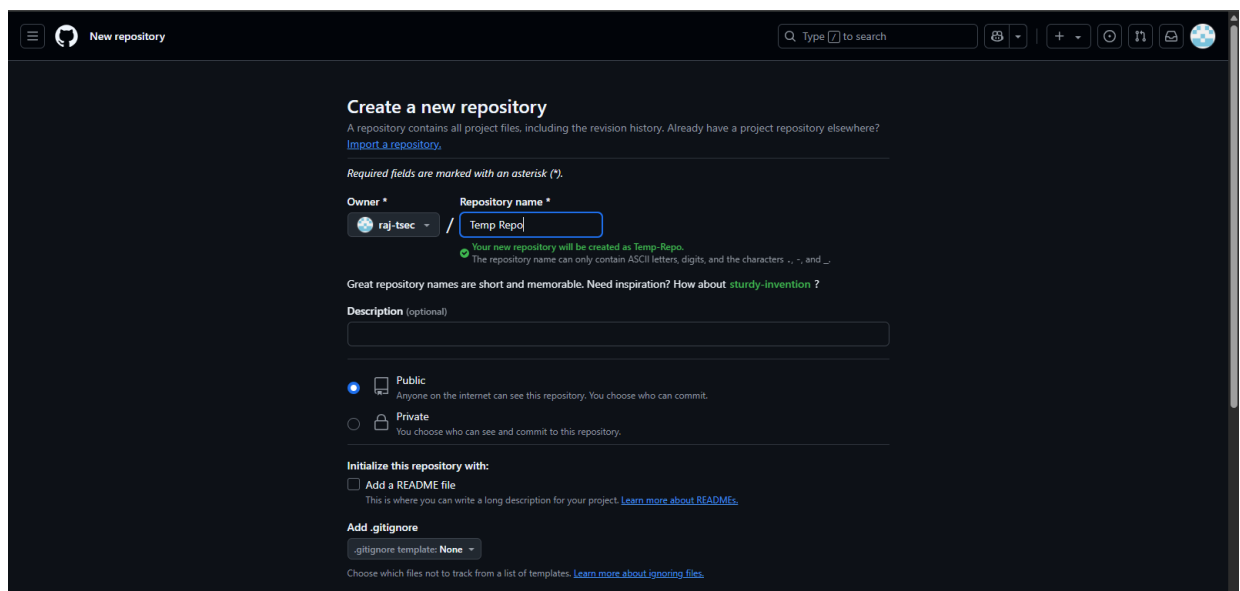 New repository
Type / to search
Create a new repository
A repository contains all project files, including the revision history. Already have a project repository elsewhere?
Import a repository.
Required fields are marked with an asterisk (*).
Owner *
Repository name *
raj-tsec
/
Temp Repo
Your new repository will be created as Temp-Repo.
The repository name can only contain ASCII letters, digits, and the characters ., -, and _.
Great repository names are short and memorable. Need inspiration? How about sturdy-invention ?
Description (optional)
Public
Anyone on the internet can see this repository. You choose who can commit.
Private
You choose who can see and commit to this repository.
Initialize this repository with:
Add a README file
This is where you can write a long description for your project. Learn more about READMEs.
Add .gitignore
.gitignore template: None
Choose which files not to track from a list of templates. Learn more about ignoring files.